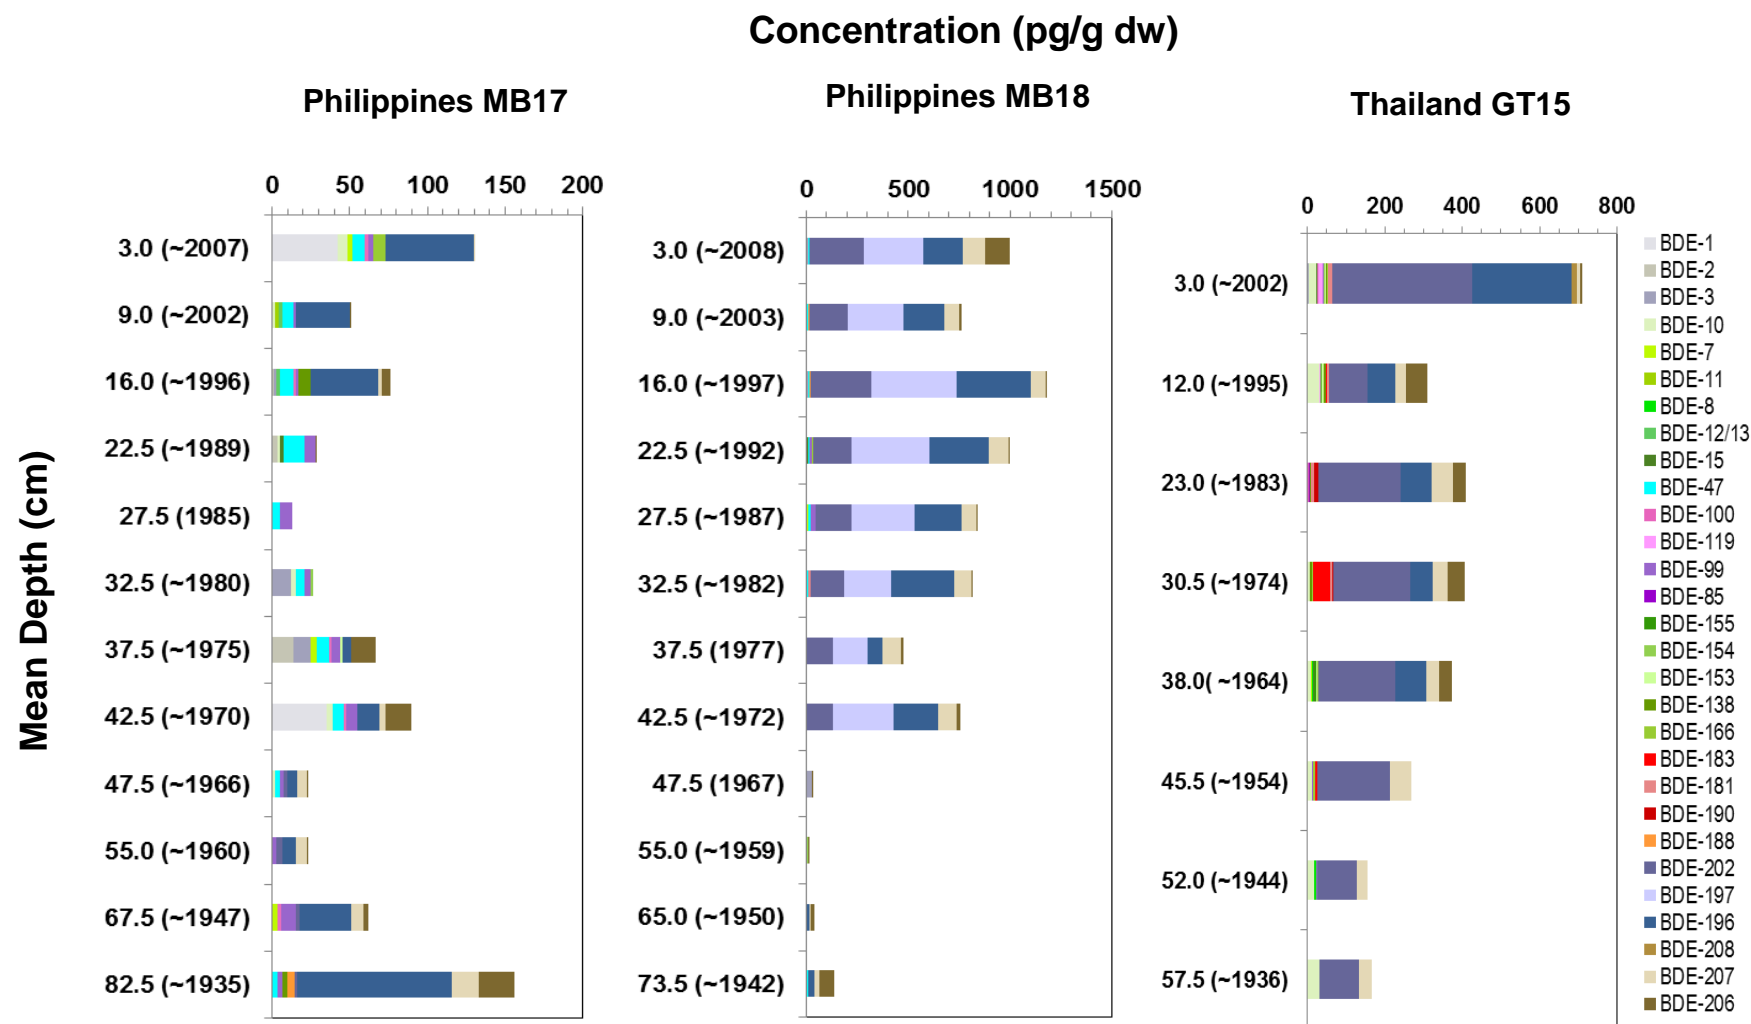 Concentration (pg/g dw)
Philippines MB17
Philippines MB18
Thailand GT15
Mean Depth (cm)
0 50 100 150 200
3.0 (~2007)
9.0 (~2002)
16.0 (~1996)
22.5 (~1989)
27.5 (1985)
32.5 (~1980)
37.5 (~1975)
42.5 (~1970)
47.5 (~1966)
55.0 (~1960)
67.5 (~1947)
82.5 (~1935)
0 500 1000 1500
3.0 (~2008)
9.0 (~2003)
16.0 (~1997)
22.5 (~1992)
27.5 (~1987)
32.5 (~1982)
37.5 (1977)
42.5 (~1972)
47.5 (1967)
55.0 (~1959)
65.0 (~1950)
73.5 (~1942)
0 200 400 600 800
3.0 (~2002)
12.0 (~1995)
23.0 (~1983)
30.5 (~1974)
38.0( ~1964)
45.5 (~1954)
52.0 (~1944)
57.5 (~1936)
BDE-1
BDE-2
BDE-3
BDE-10
BDE-7
BDE-11
BDE-8
BDE-12/13
BDE-15
BDE-47
BDE-100
BDE-119
BDE-99
BDE-85
BDE-155
BDE-154
BDE-153
BDE-138
BDE-166
BDE-183
BDE-181
BDE-190
BDE-188
BDE-202
BDE-197
BDE-196
BDE-208
BDE-207
BDE-206